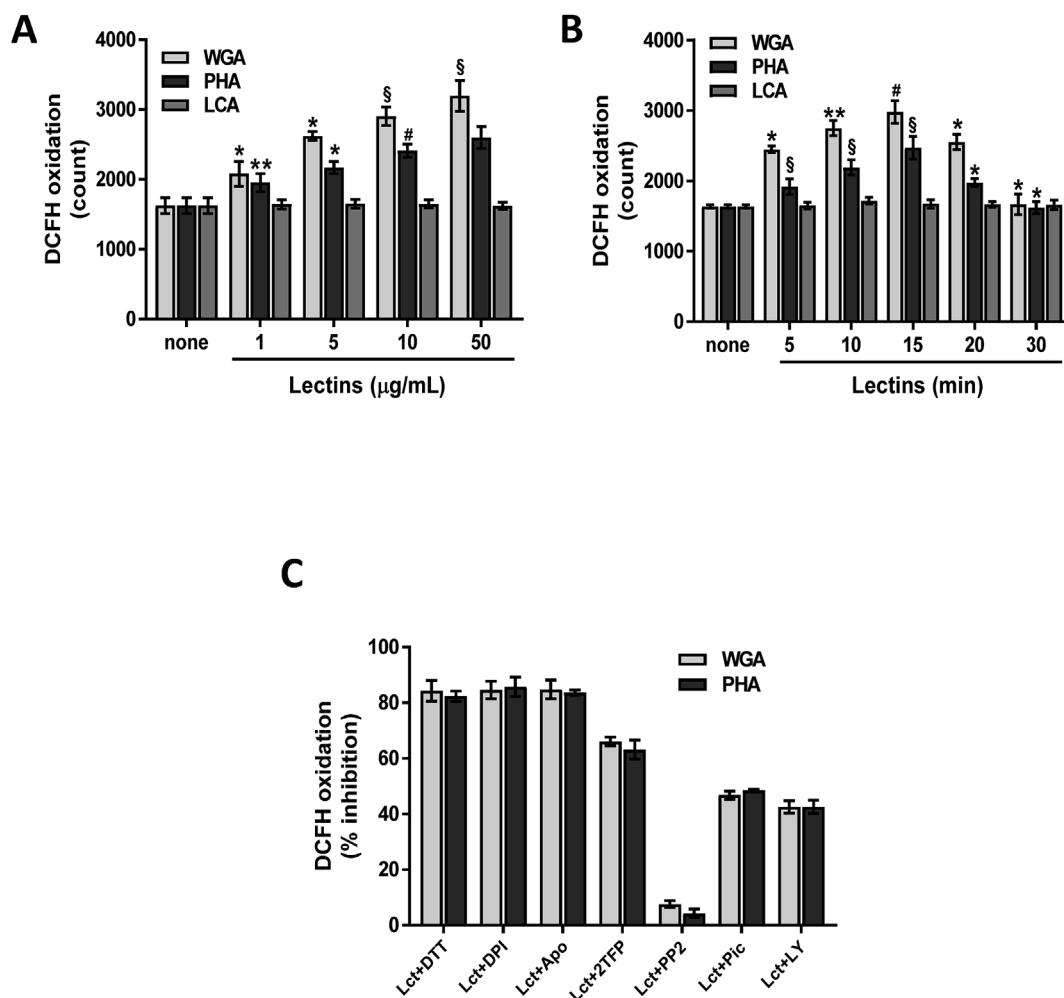 A
DCFH oxidation
(count)
4000
3000
2000
1000
0
WGA
PHA
LCA
* **
* *
§ #
§
none 1 5 10 50
Lectins (μg/mL)
B
DCFH oxidation
(count)
4000
3000
2000
1000
0
WGA
PHA
LCA
* §
** §
# §
* *
* *
none 5 10 15 20 30
Lectins (min)
C
DCFH oxidation
(% inhibition)
100
80
60
40
20
0
WGA
PHA
Lct+DTT
Lct+DPI
Lct+Apo
Lct+2TFP
Lct+PP2
Lct+Pic
Lct+LY